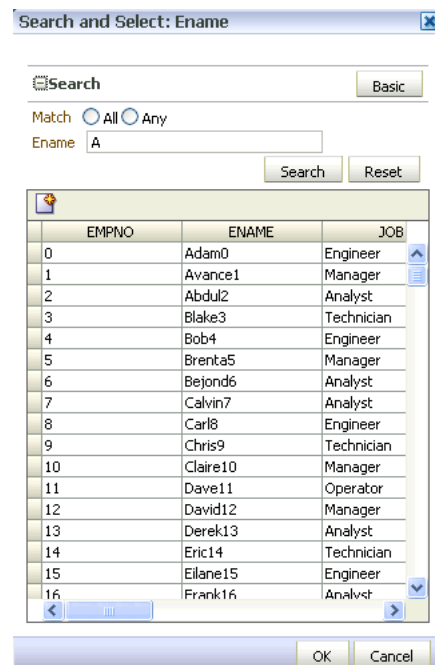 Search and Select: Ename
Search
Basic
Match All Any
Ename A
Search Reset
EMPNO ENAME JOB
0 Adam0 Engineer
1 Avance1 Manager
2 Abdul2 Analyst
3 Blake3 Technician
4 Bob4 Engineer
5 Brenta5 Manager
6 Bejond6 Analyst
7 Calvin7 Analyst
8 Carl8 Engineer
9 Chris9 Technician
10 Claire10 Manager
11 Dave11 Operator
12 David12 Manager
13 Derek13 Analyst
14 Eric14 Technician
15 Eilane15 Engineer
16 Frank16 Analyst
OK Cancel